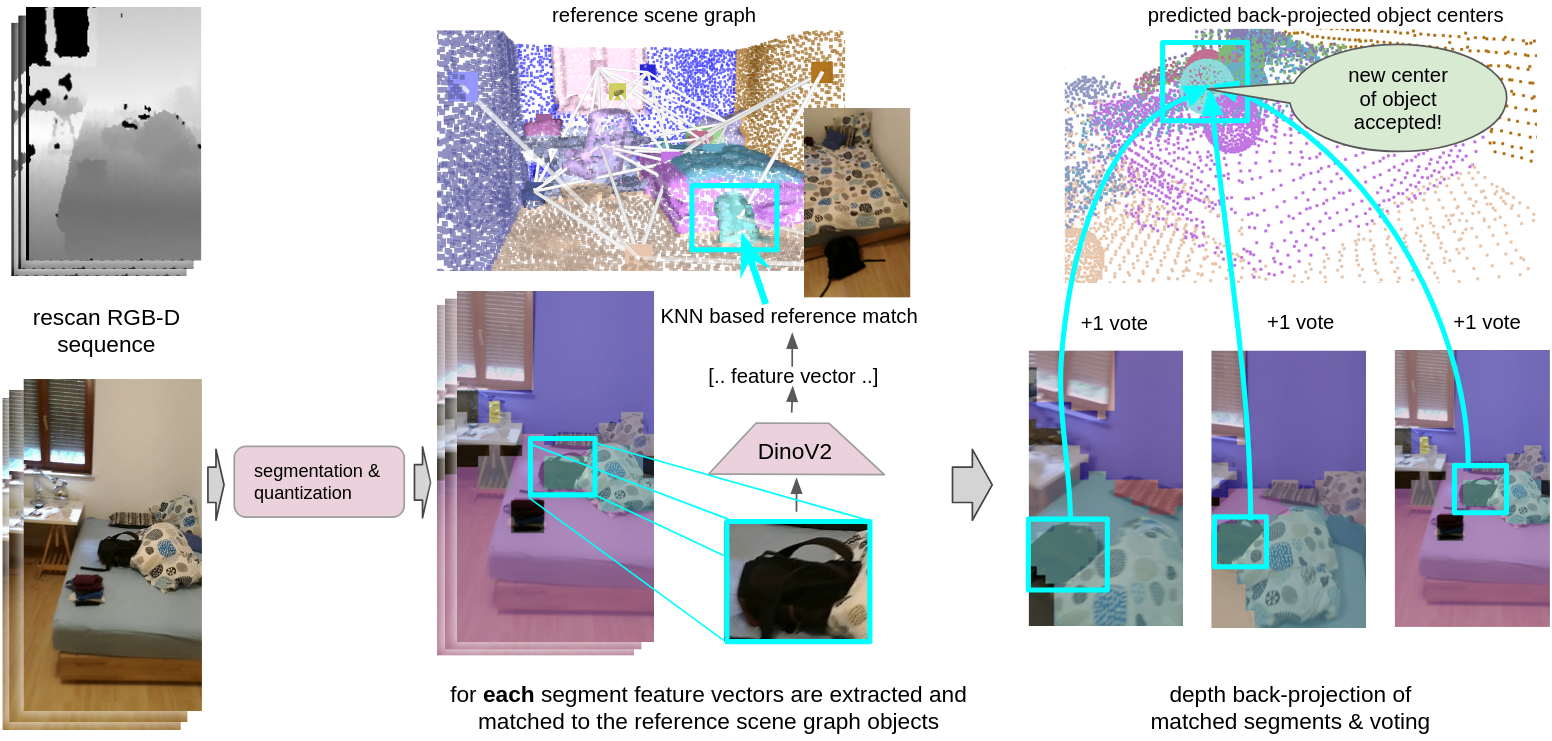 reference scene graph
predicted back-projected object centers
new center
of object
accepted!
rescan RGB-D
sequence
KNN based reference match
[.. feature vector ..]
DinoV2
segmentation &
quantization
+1 vote
+1 vote
+1 vote
for each segment feature vectors are extracted and
matched to the reference scene graph objects
depth back-projection of
matched segments & voting